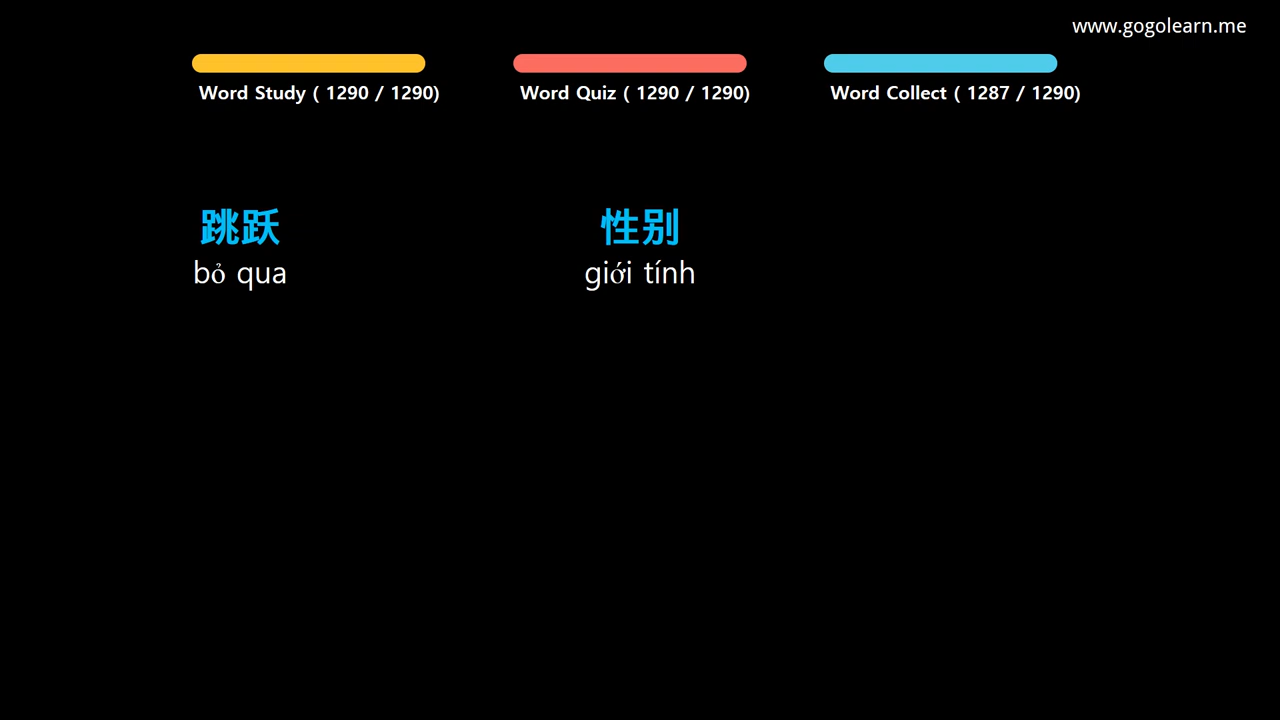 www.gogolearn.me
Word Study ( 1290 / 1290)
Word Quiz ( 1290 / 1290)
Word Collect ( 1287 / 1290)
跳跃
bỏ qua
性别
giới tính